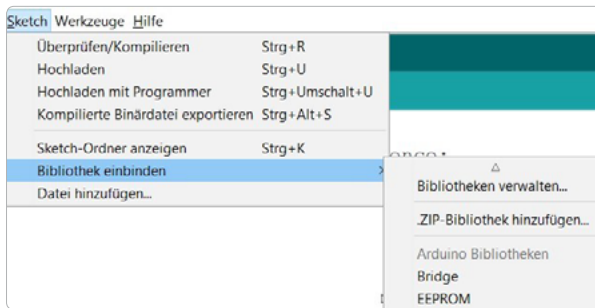 Sketch Werkzeuge Hilfe
Überprüfen/Kompilieren Strg+R
Hochladen Strg+U
Hochladen mit Programmer Strg+Umschalt+U
Kompilierte Binärdatei exportieren Strg+Alt+S
Sketch-Ordner anzeigen Strg+K
Bibliothek einbinden
Datei hinzufügen...
Bibliotheken verwalten...
.ZIP-Bibliothek hinzufügen...
Arduino Bibliotheken
Bridge
EEPROM